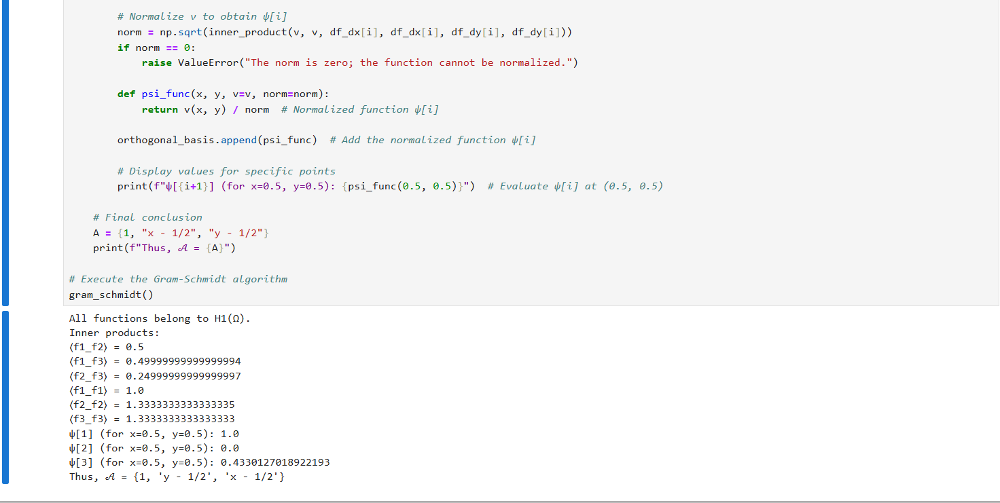 # Normalize v to obtain ψ[i]
norm = np.sqrt(inner_product(v, v, df_dx[i], df_dx[i], df_dy[i], df_dy[i]))
if norm == 0:
raise ValueError("The norm is zero; the function cannot be normalized.")
def psi_func(x, y, v=v, norm=norm):
return v(x, y) / norm  # Normalized function ψ[i]
orthogonal_basis.append(psi_func)  # Add the normalized function ψ[i]
# Display values for specific points
print(f"ψ[{i+1}] (for x=0.5, y=0.5): {psi_func(0.5, 0.5)}")  # Evaluate ψ[i] at (0.5, 0.5)
# Final conclusion
A = {1, "x - 1/2", "y - 1/2"}
print(f"Thus, 𝒜 = {A}")
# Execute the Gram-Schmidt algorithm
gram_schmidt()
All functions belong to H1(Ω).
Inner products:
⟨f1_f2⟩ = 0.5
⟨f1_f3⟩ = 0.49999999999999994
⟨f2_f3⟩ = 0.24999999999999997
⟨f1_f1⟩ = 1.0
⟨f2_f2⟩ = 1.3333333333333335
⟨f3_f3⟩ = 1.3333333333333333
ψ[1] (for x=0.5, y=0.5): 1.0
ψ[2] (for x=0.5, y=0.5): 0.0
ψ[3] (for x=0.5, y=0.5): 0.4330127018922193
Thus, 𝒜 = {1, 'y - 1/2', 'x - 1/2'}